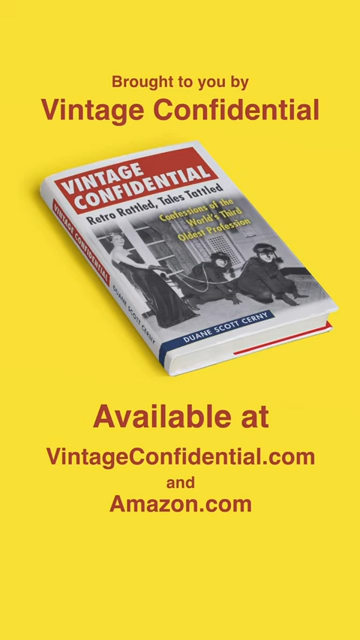 Brought to you by
Vintage Confidential
VINTAGE
CONFIDENTIAL
Retro Rattled, Tales Tattled
Confessions of the
World's Third
Oldest Profession
DUANE SCOTT CERNY
VINTAGE CONFIDENTIAL
DUANE SCOTT CERNY
Available at
VintageConfidential.com
and
Amazon.com